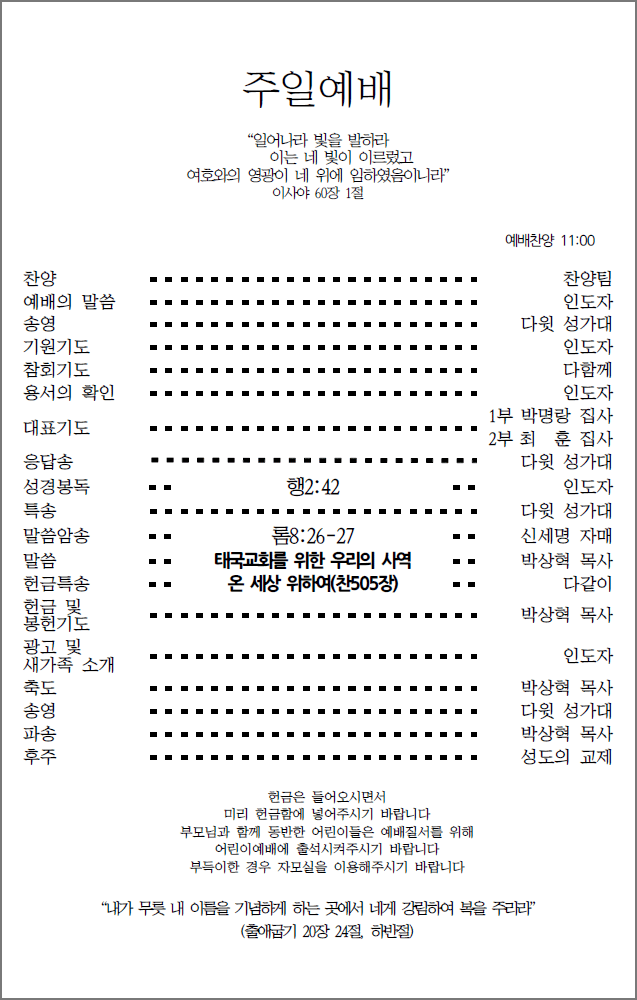 주일예배
“일어나라 빛을 발하라
이는 네 빛이 이르렀고
여호와의 영광이 네 위에 임하였음이니라”
이사야 60장 1절
예배찬양 11:00
찬양 찬양팀
예배의 말씀 인도자
송영 다윗 성가대
기원기도 인도자
참회기도 다함께
용서의 확인 인도자
대표기도 1부 박명랑 집사
2부 최 훈 집사
응답송 다윗 성가대
성경봉독 행2:42 인도자
특송 다윗 성가대
말씀암송 롬8:26-27 신세명 자매
말씀 태국교회를 위한 우리의 사역 박상혁 목사
헌금특송 온 세상 위하여(찬505장) 다같이
헌금 및
봉헌기도 박상혁 목사
광고 및
새가족 소개 인도자
축도 박상혁 목사
송영 다윗 성가대
파송 박상혁 목사
후주 성도의 교제
헌금은 들어오시면서
미리 헌금함에 넣어주시기 바랍니다
부모님과 함께 동반한 어린이들은 예배질서를 위해
어린이예배에 출석시켜주시기 바랍니다
부득이한 경우 자모실을 이용해주시기 바랍니다
“내가 무릇 내 이름을 기념하게 하는 곳에서 네게 강림하여 복을 주리라”
(출애굽기 20장 24절, 하반절)